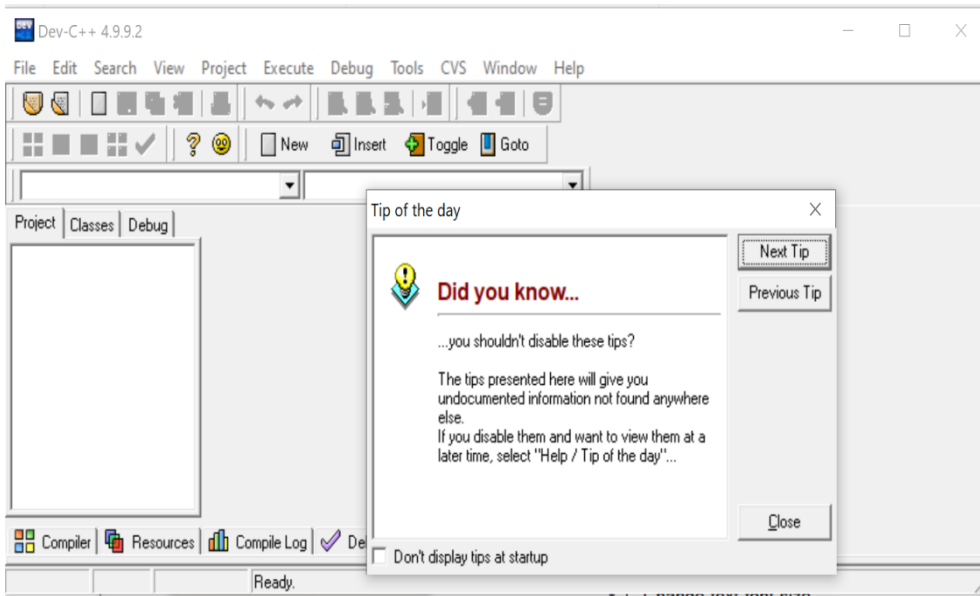 Dev-C++ 4.9.9.2
File Edit Search View Project Execute Debug Tools CVS Window Help
New Insert Toggle Goto
Project Classes Debug
Tip of the day
Did you know...
...you shouldn't disable these tips?
The tips presented here will give you
undocumented information not found anywhere
else.
If you disable them and want to view them at a
later time, select "Help / Tip of the day"...
Next Tip
Previous Tip
Close
Don't display tips at startup
Compiler Resources Compile Log
Ready.